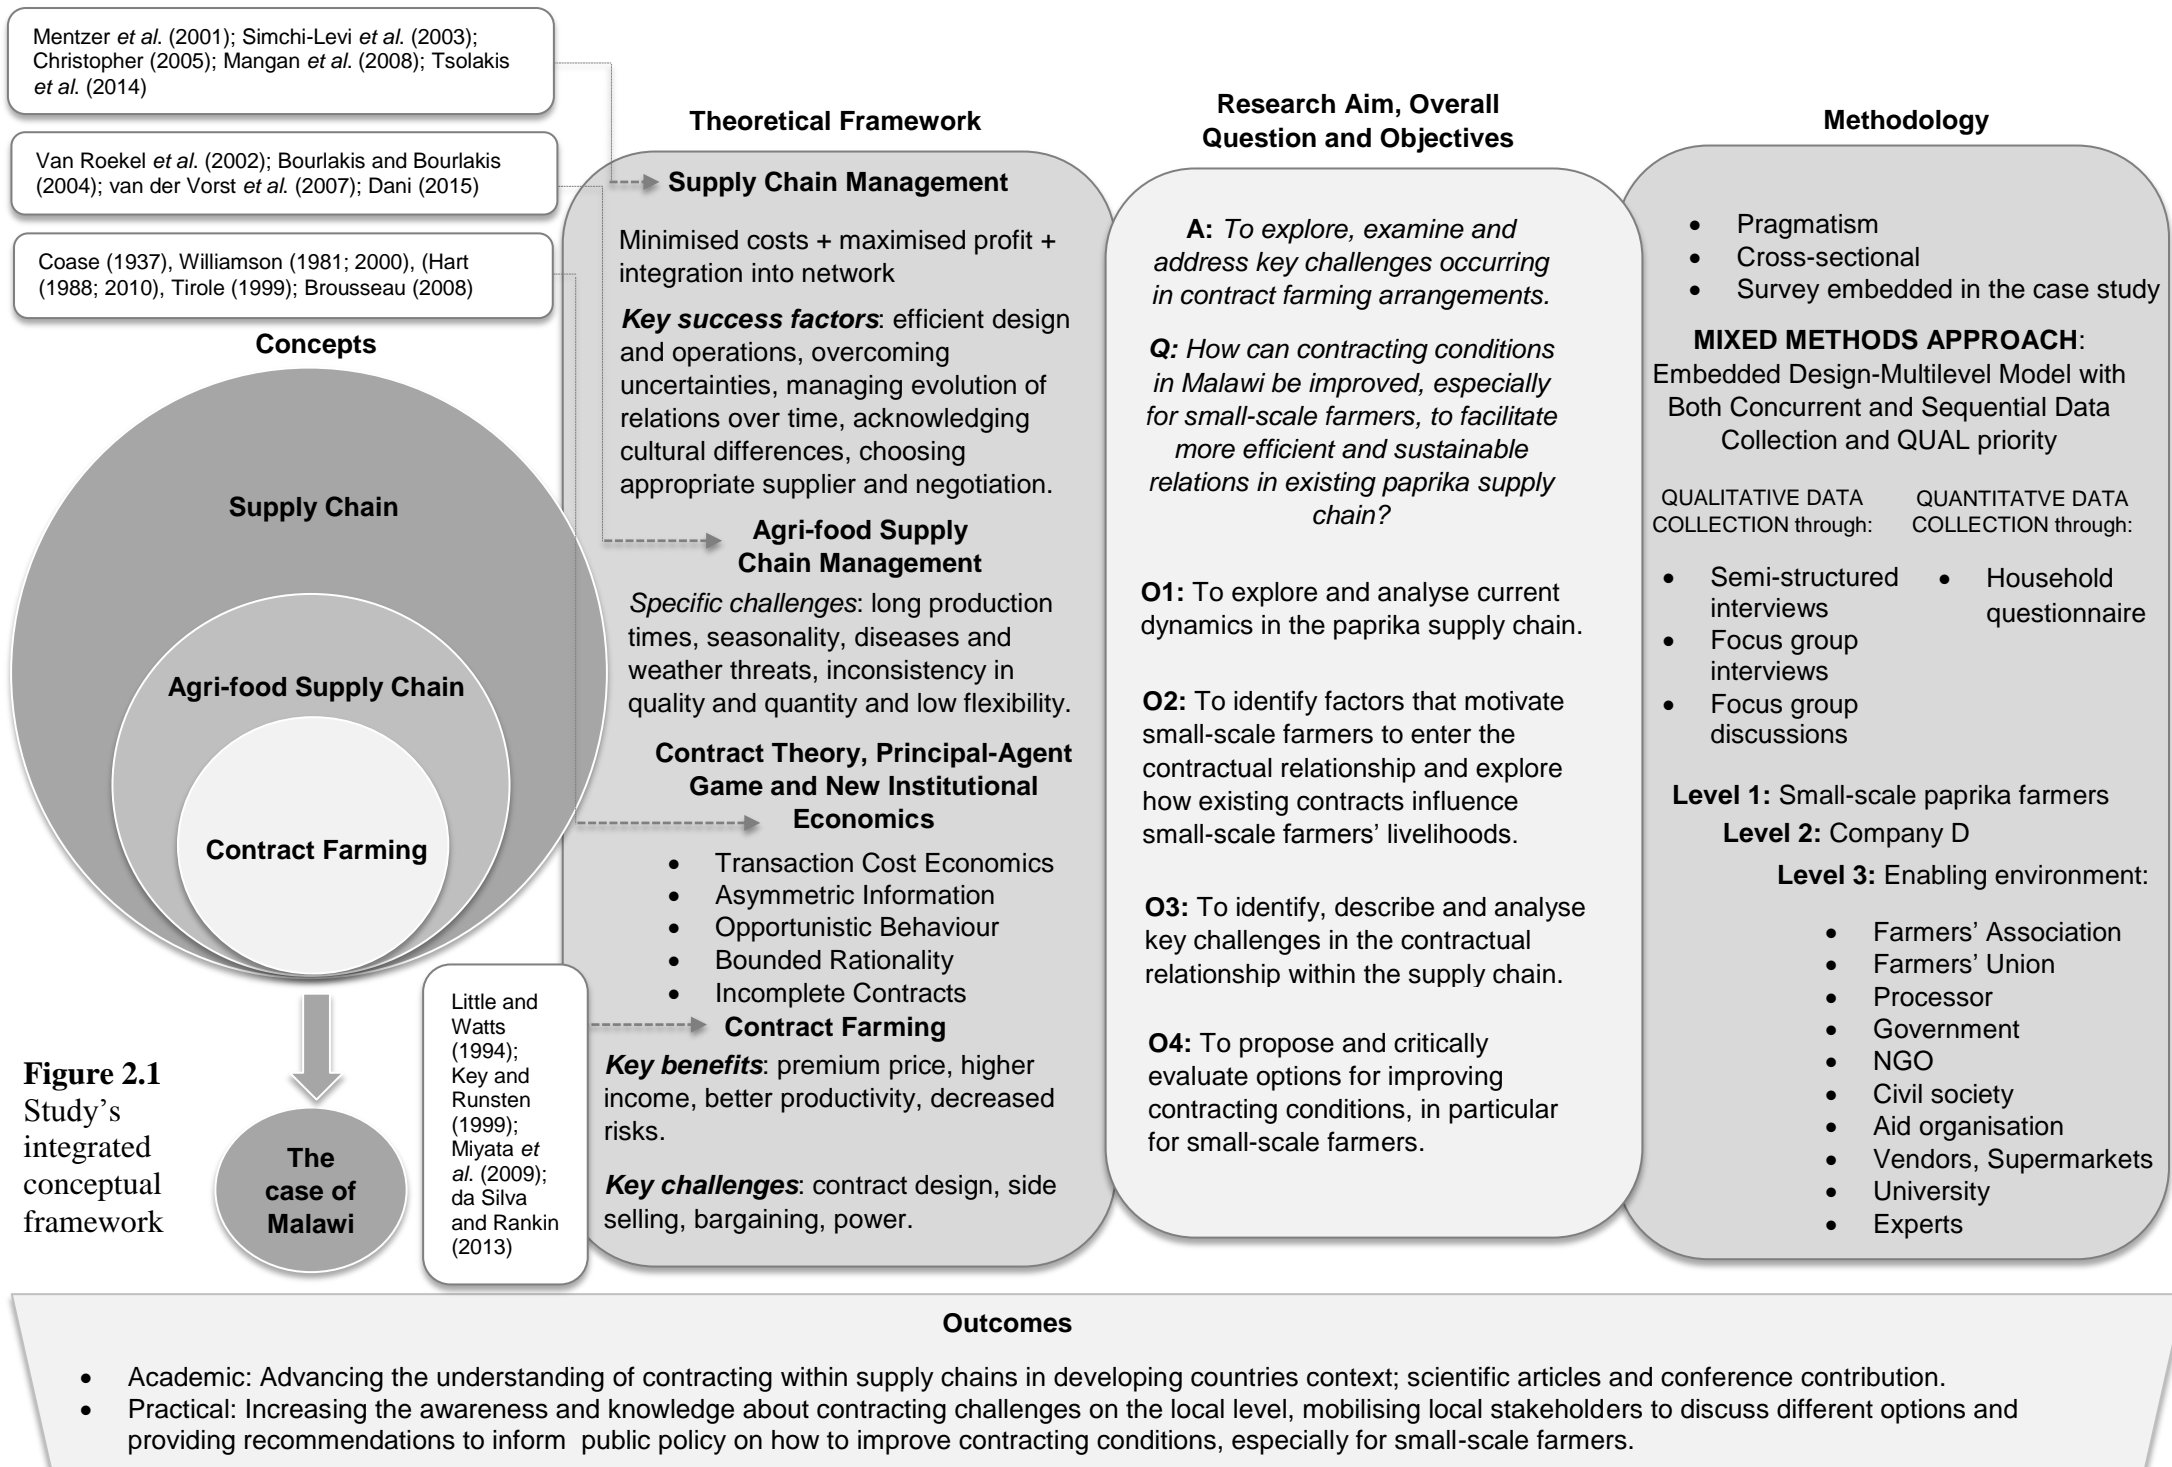 Mentzer et al. (2001); Simchi-Levi et al. (2003);
Christopher (2005); Mangan et al. (2008); Tsolakis
et al. (2014)
Van Roekel et al. (2002); Bourlakis and Bourlakis
(2004); van der Vorst et al. (2007); Dani (2015)
Coase (1937), Williamson (1981; 2000), (Hart
(1988; 2010), Tirole (1999); Brousseau (2008)
Concepts
Supply Chain
Agri-food Supply Chain
Contract Farming
The
case of
Malawi
Figure 2.1
Study's
integrated
conceptual
framework
Little and
Watts
(1994);
Key and
Runsten
(1999);
Miyata et
al. (2009);
da Silva
and Rankin
(2013)
Theoretical Framework
Supply Chain Management
Minimised costs + maximised profit +
integration into network
Key success factors: efficient design
and operations, overcoming
uncertainties, managing evolution of
relations over time, acknowledging
cultural differences, choosing
appropriate supplier and negotiation.
Agri-food Supply
Chain Management
Specific challenges: long production
times, seasonality, diseases and
weather threats, inconsistency in
quality and quantity and low flexibility.
Contract Theory, Principal-Agent
Game and New Institutional
Economics
• Transaction Cost Economics
• Asymmetric Information
• Opportunistic Behaviour
• Bounded Rationality
• Incomplete Contracts
Contract Farming
Key benefits: premium price, higher
income, better productivity, decreased
risks.
Key challenges: contract design, side
selling, bargaining, power.
Research Aim, Overall
Question and Objectives
A: To explore, examine and
address key challenges occurring
in contract farming arrangements.
Q: How can contracting conditions
in Malawi be improved, especially
for small-scale farmers, to facilitate
more efficient and sustainable
relations in existing paprika supply
chain?
O1: To explore and analyse current
dynamics in the paprika supply chain.
O2: To identify factors that motivate
small-scale farmers to enter the
contractual relationship and explore
how existing contracts influence
small-scale farmers' livelihoods.
O3: To identify, describe and analyse
key challenges in the contractual
relationship within the supply chain.
O4: To propose and critically
evaluate options for improving
contracting conditions, in particular
for small-scale farmers.
Methodology
• Pragmatism
• Cross-sectional
• Survey embedded in the case study
MIXED METHODS APPROACH:
Embedded Design-Multilevel Model with
Both Concurrent and Sequential Data
Collection and QUAL priority
QUALITATIVE DATA
COLLECTION through:
• Semi-structured
interviews
• Focus group
interviews
• Focus group
discussions
QUANTITATVE DATA
COLLECTION through:
• Household
questionnaire
Level 1: Small-scale paprika farmers
Level 2: Company D
Level 3: Enabling environment:
• Farmers' Association
• Farmers' Union
• Processor
• Government
• NGO
• Civil society
• Aid organisation
• Vendors, Supermarkets
• University
• Experts
Outcomes
• Academic: Advancing the understanding of contracting within supply chains in developing countries context; scientific articles and conference contribution.
• Practical: Increasing the awareness and knowledge about contracting challenges on the local level, mobilising local stakeholders to discuss different options and
providing recommendations to inform public policy on how to improve contracting conditions, especially for small-scale farmers.